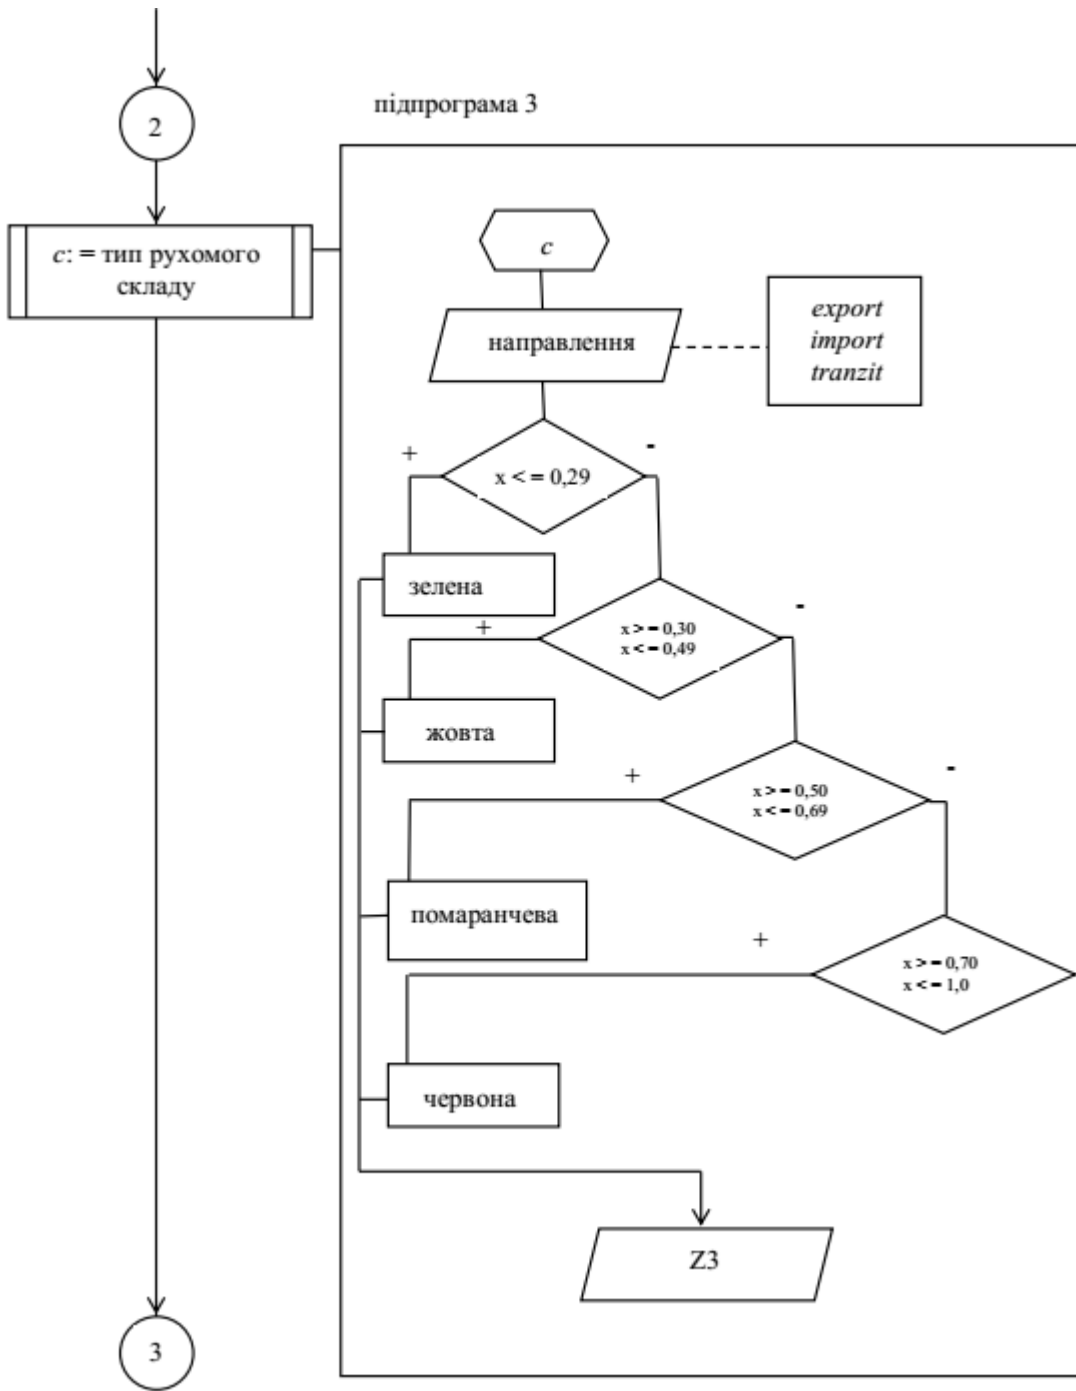 підпрограма 3
2
c: = тип рухомого
складу
c
направлення
export
import
tranzit
+
-
x < = 0,29
зелена
+
-
x > = 0,30
x < = 0,49
жовта
+
-
x > = 0,50
x < = 0,69
помаранчева
+
x > = 0,70
x < = 1,0
червона
Z3
3